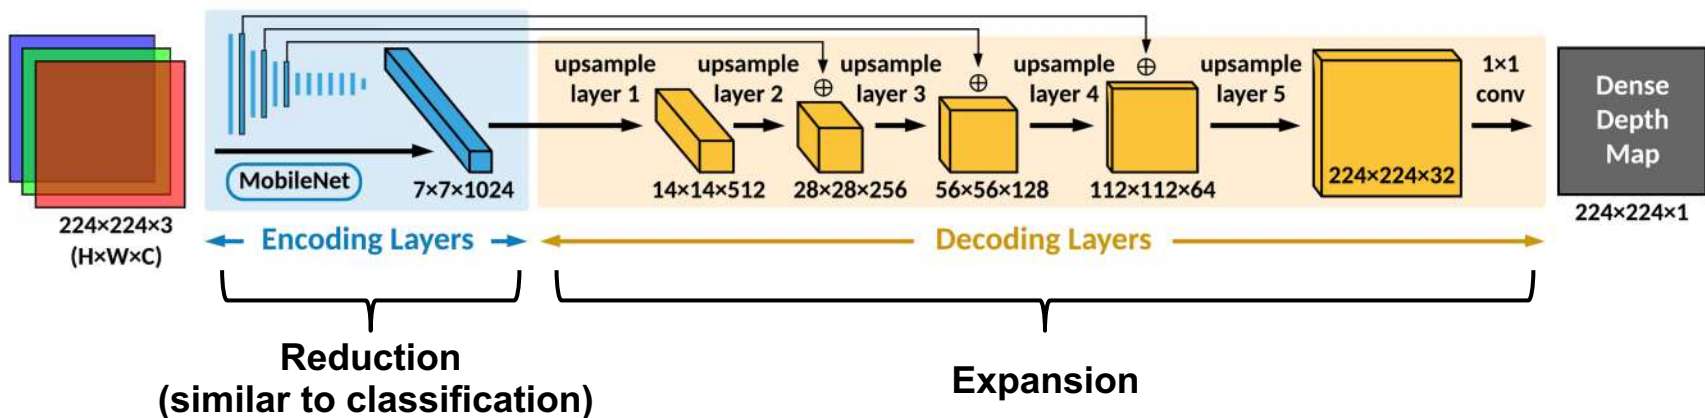 224×224×3
(H×W×C)
MobileNet
7×7×1024
Encoding Layers
upsample
layer 1
14×14×512
upsample
layer 2
28×28×256
upsample
layer 3
56×56×128
upsample
layer 4
112×112×64
upsample
layer 5
224×224×32
1×1
conv
Decoding Layers
Dense
Depth
Map
224×224×1
Reduction
(similar to classification)
Expansion